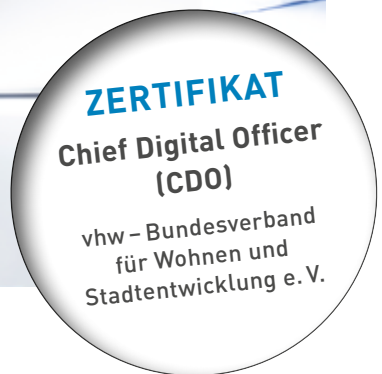 ZERTIFIKAT
Chief Digital Officer
(CDO)
vhw – Bundesverband
für Wohnen und
Stadtentwicklung e. V.